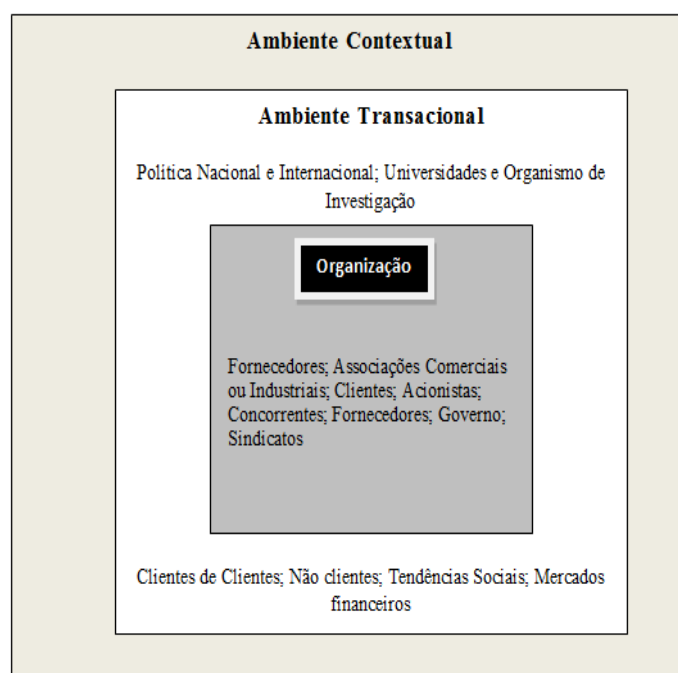 Ambiente Contextual
Ambiente Transacional
Política Nacional e Internacional; Universidades e Organismo de
Investigação
Organização
Fornecedores; Associações Comerciais
ou Industriais; Clientes; Acionistas;
Concorrentes; Fornecedores; Governo;
Sindicatos
Clientes de Clientes; Não clientes; Tendências Sociais; Mercados
financeiros